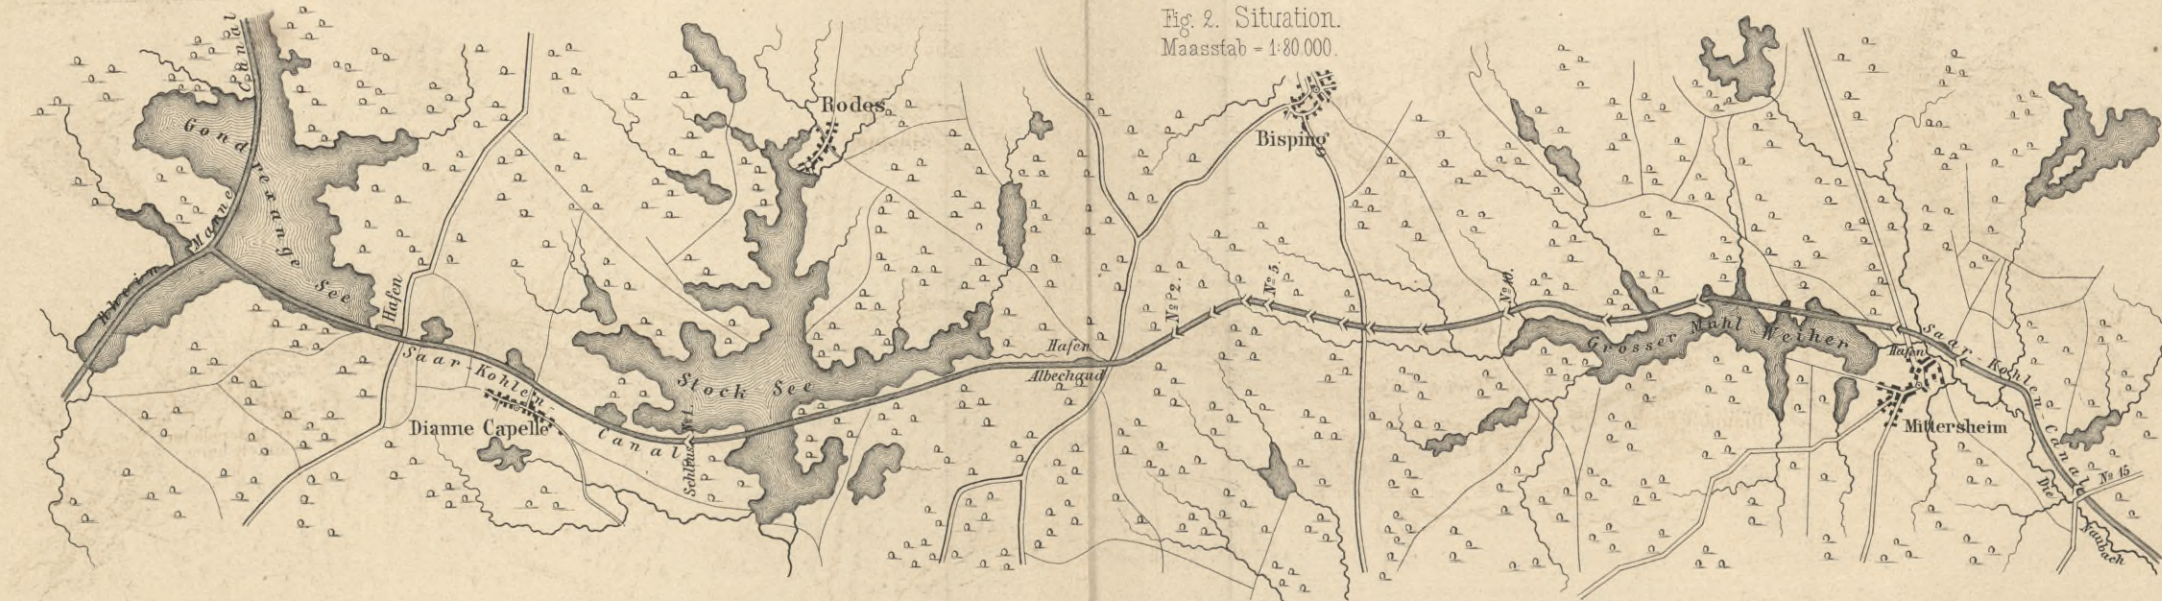 Fig. 2. Situation.
Maasstab = 1:80 000.
Rhein
Marne
Canal
Gondrexange
See
Hafen
Saar-Kohlen-
Canal
Dianne Capelle
Rodes
Stock See
Schleuse № 1.
Hafen
Albechaud
№ 2.
Bisping
№ 5.
№ 10.
Grosser Mühl Weiher
Hafen
Mittersheim
Saar-Kohlen Canal
№ 15
Die
Naubach